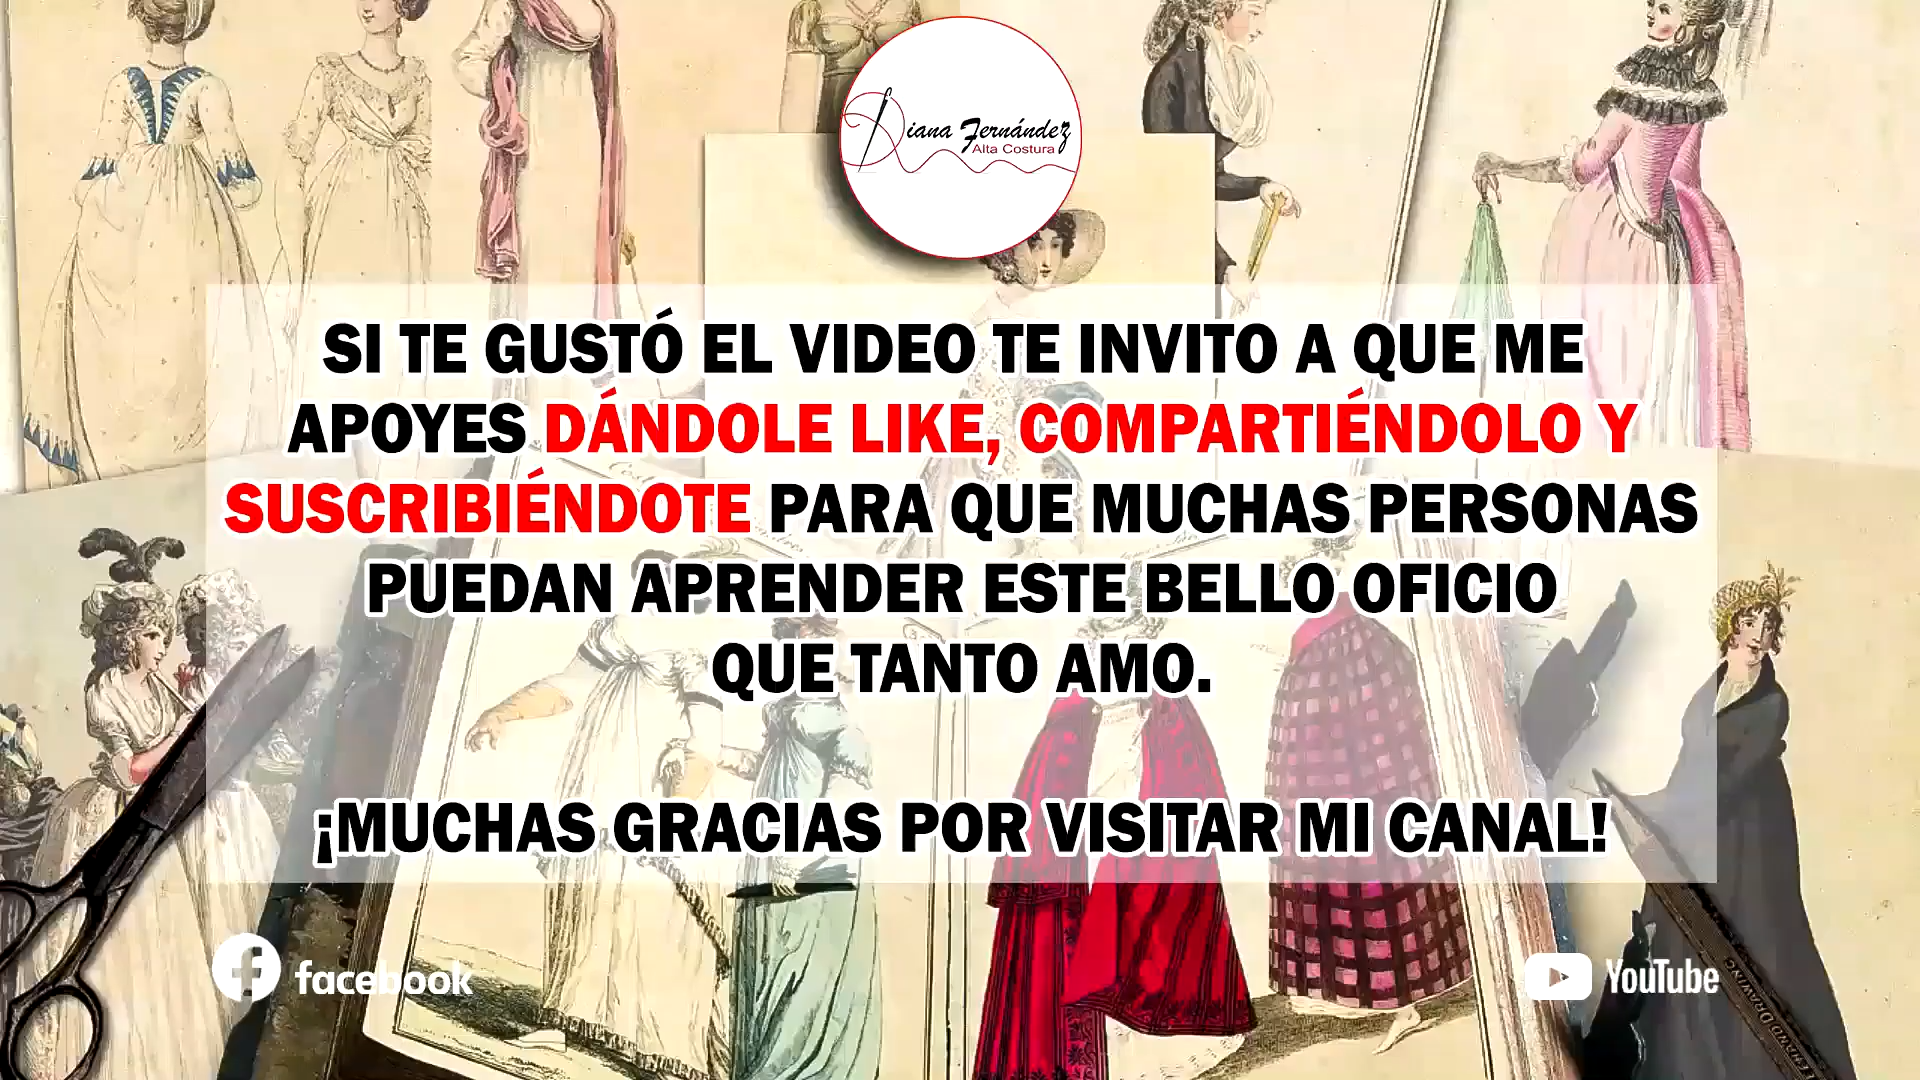 Diana Fernández
Alta Costura
SI TE GUSTÓ EL VIDEO TE INVITO A QUE ME
APOYES DÁNDOLE LIKE, COMPARTIÉNDOLO Y
SUSCRIBIÉNDOTE PARA QUE MUCHAS PERSONAS
PUEDAN APRENDER ESTE BELLO OFICIO
QUE TANTO AMO.
¡MUCHAS GRACIAS POR VISITAR MI CANAL!
facebook
YouTube